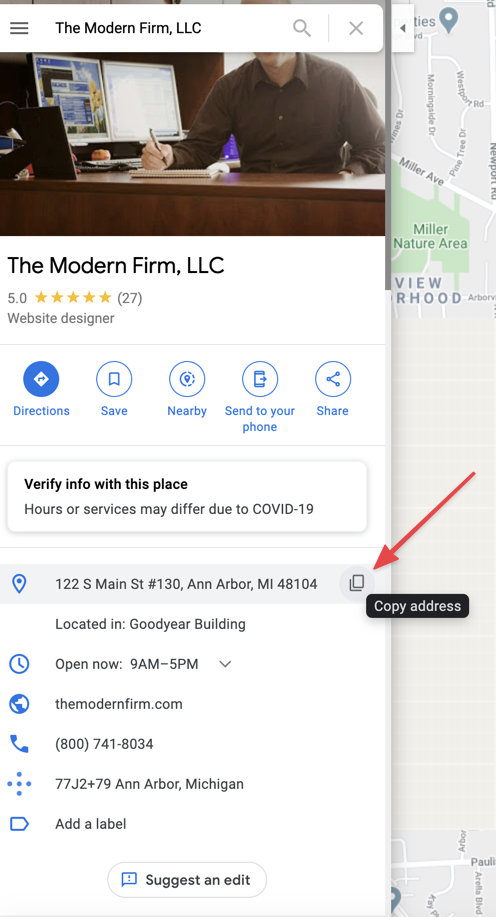 The Modern Firm, LLC
The Modern Firm, LLC
5.0 (27)
Website designer
Directions
Save
Nearby
Send to your
phone
Share
Verify info with this place
Hours or services may differ due to COVID-19
122 S Main St #130, Ann Arbor, MI 48104
Copy address
Located in: Goodyear Building
Open now: 9AM–5PM
themodernfirm.com
(800) 741-8034
77J2+79 Ann Arbor, Michigan
Add a label
Suggest an edit
Morningside Dr
Westport Rd
Pine Tree Dr
Newport Rd
Miller Ave
Miller
Nature Area
VIEW
RHOOD
Arborv
Arbor
Pauli
Arella Blvd